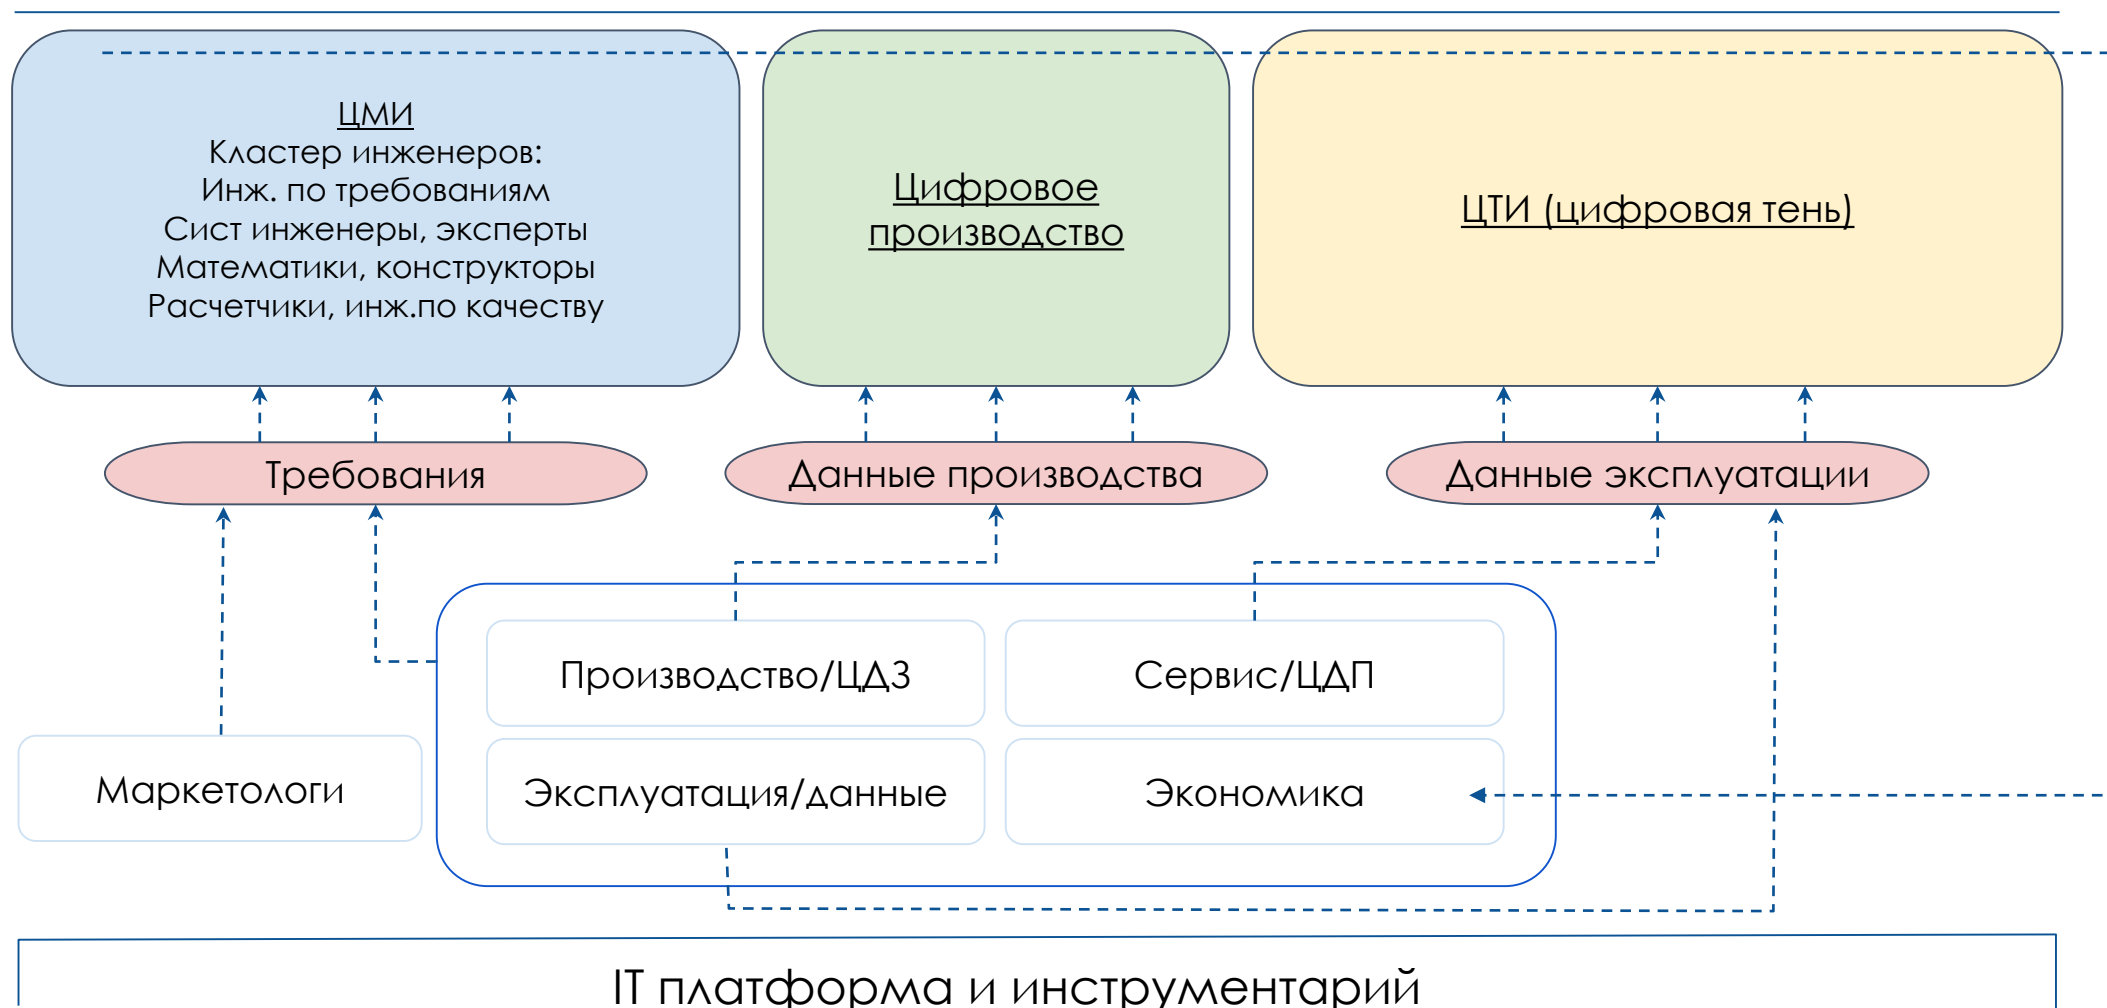 ЦМИ
Кластер инженеров:
Инж. по требованиям
Сист инженеры, эксперты
Математики, конструкторы
Расчетчики, инж.по качеству
Цифровое
производство
ЦТИ (цифровая тень)
Требования
Данные производства
Данные эксплуатации
Производство/ЦДЗ
Сервис/ЦДП
Маркетологи
Эксплуатация/данные
Экономика
IT платформа и инструментарий